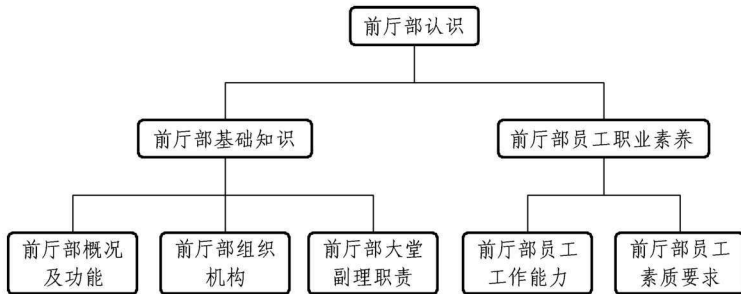 前厅部认识
前厅部基础知识
前厅部员工职业素养
前厅部概况
及功能
前厅部组织
机构
前厅部大堂
副理职责
前厅部员工
工作能力
前厅部员工
素质要求